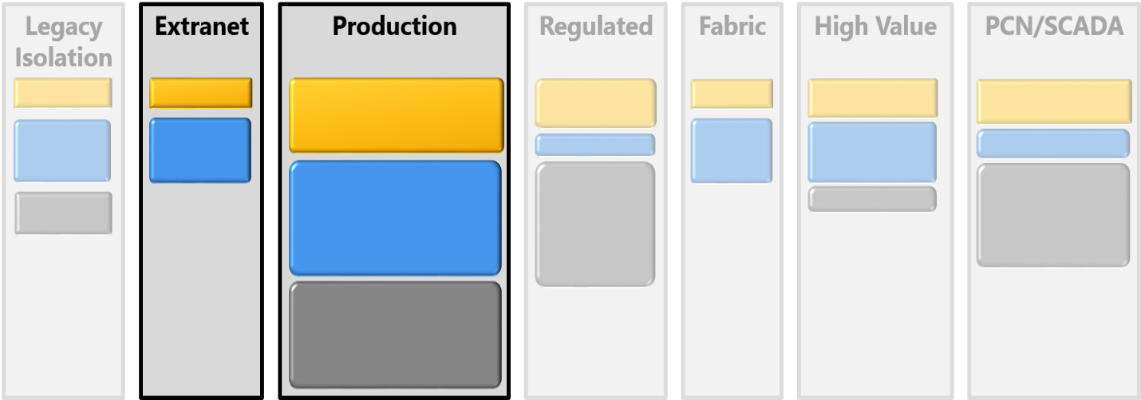 Legacy
Isolation
Extranet
Production
Regulated
Fabric
High Value
PCN/SCADA